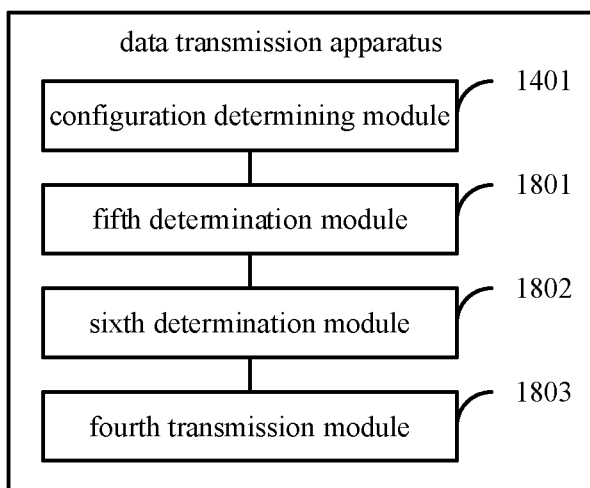 data transmission apparatus
1401
configuration determining module
1801
fifth determination module
1802
sixth determination module
1803
fourth transmission module